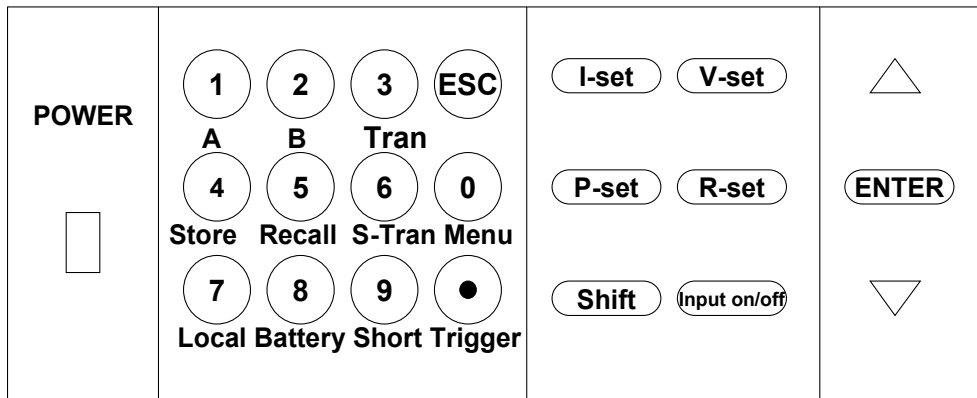 POWER
1 2 3 ESC
A B Tran
4 5 6 0
Store Recall S-Tran Menu
7 8 9
Local Battery Short Trigger
I-set V-set
P-set R-set
Shift Input on/off
ENTER